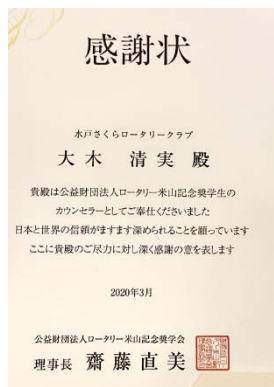 感謝状
水戸さくらロータリークラブ
大木 清実 殿
貴殿は公益財団法人ロータリー米山記念奨学生の
カウンセラーとしてご奉仕くださいました
日本と世界の信頼がますます深められることを願っています
ここに貴殿のご尽力に対し深く感謝の意を表します
2020年3月
公益財団法人ロータリー米山記念奨学会
理事長 齋藤直美